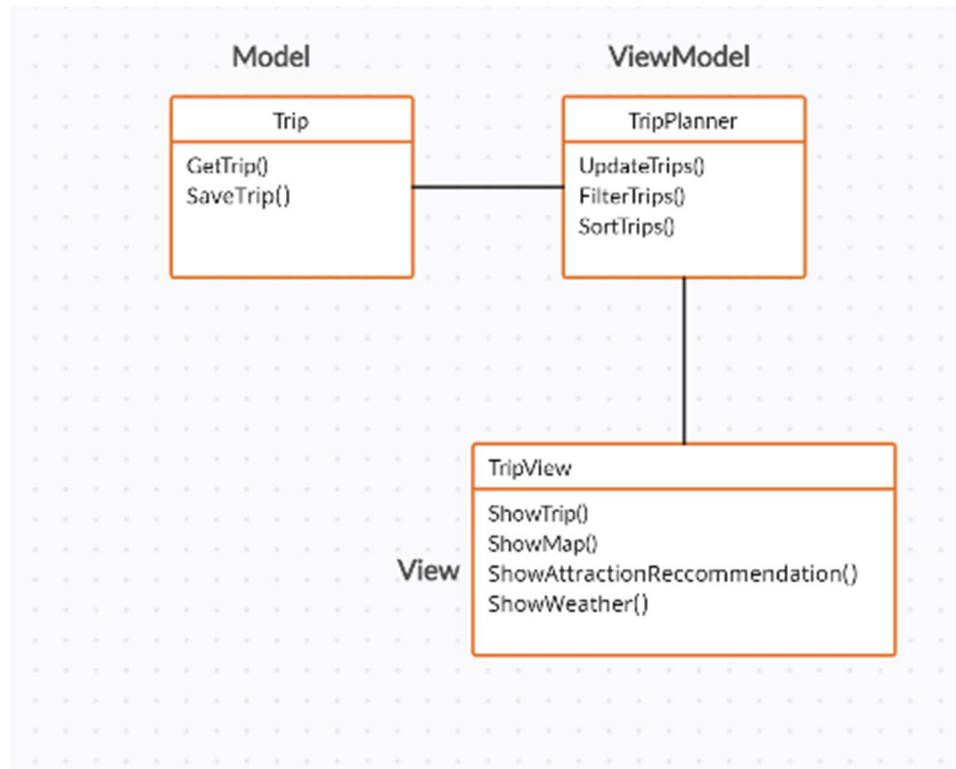 Model
Trip
GetTrip()
SaveTrip()
ViewModel
TripPlanner
UpdateTrips()
FilterTrips()
SortTrips()
View
TripView
ShowTrip()
ShowMap()
ShowAttractionReccommendation()
ShowWeather()